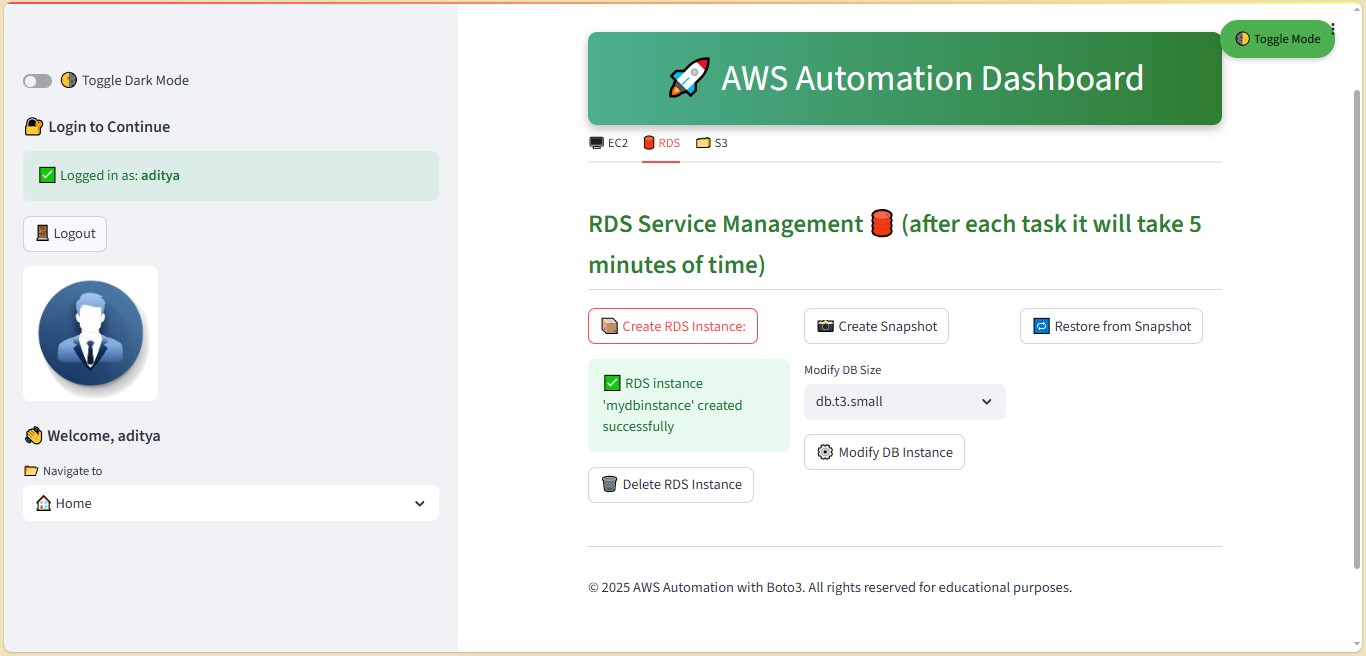 Toggle Dark Mode
Login to Continue
Logged in as: aditya
Logout
Welcome, aditya
Navigate to
Home
Toggle Mode
AWS Automation Dashboard
EC2 RDS S3
RDS Service Management (after each task it will take 5
minutes of time)
Create RDS Instance: Create Snapshot Restore from Snapshot
RDS instance
'mydbinstance' created
successfully
Delete RDS Instance
Modify DB Size
db.t3.small
Modify DB Instance
© 2025 AWS Automation with Boto3. All rights reserved for educational purposes.